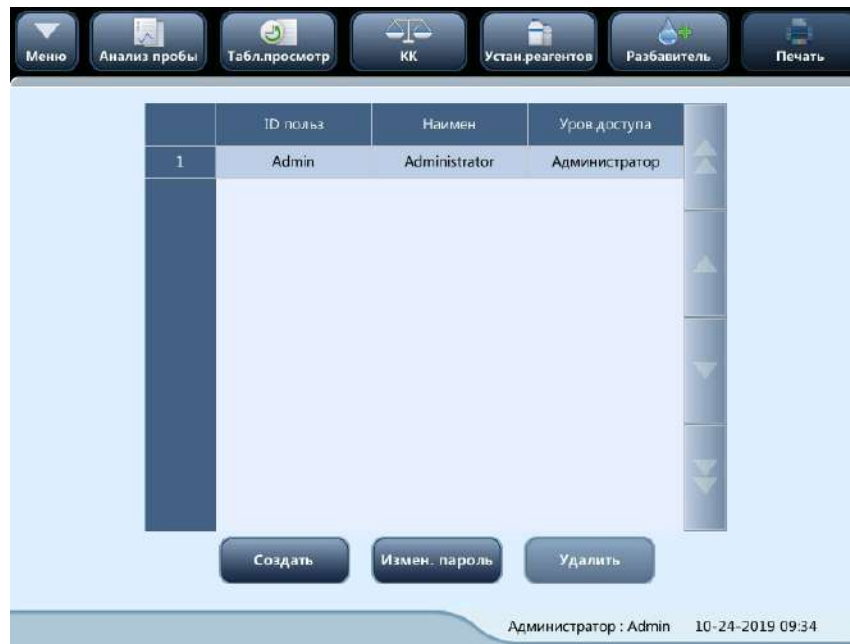 Меню Анализ пробы Табл.просмотр КК Устан.реагентов Разбавитель Печать
ID польз Наимен Уров.доступа
1 Admin Administrator Администратор
Создать Измен. пароль Удалить
Администратор : Admin 10-24-2019 09:34